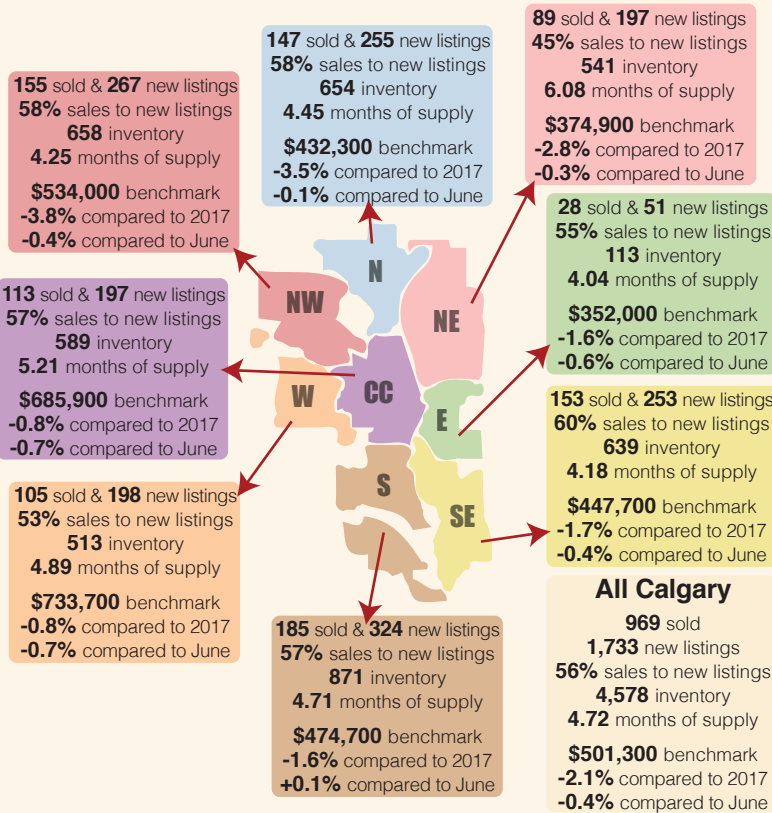 155 sold & 267 new listings
58% sales to new listings
658 inventory
4.25 months of supply
$534,000 benchmark
-3.8% compared to 2017
-0.4% compared to June
147 sold & 255 new listings
58% sales to new listings
654 inventory
4.45 months of supply
$432,300 benchmark
-3.5% compared to 2017
-0.1% compared to June
89 sold & 197 new listings
45% sales to new listings
541 inventory
6.08 months of supply
$374,900 benchmark
-2.8% compared to 2017
-0.3% compared to June
28 sold & 51 new listings
55% sales to new listings
113 inventory
4.04 months of supply
$352,000 benchmark
-1.6% compared to 2017
-0.6% compared to June
113 sold & 197 new listings
57% sales to new listings
589 inventory
5.21 months of supply
$685,900 benchmark
-0.8% compared to 2017
-0.7% compared to June
N
NW
NE
W
CC
E
S
SE
153 sold & 253 new listings
60% sales to new listings
639 inventory
4.18 months of supply
$447,700 benchmark
-1.7% compared to 2017
-0.4% compared to June
105 sold & 198 new listings
53% sales to new listings
513 inventory
4.89 months of supply
$733,700 benchmark
-0.8% compared to 2017
-0.7% compared to June
185 sold & 324 new listings
57% sales to new listings
871 inventory
4.71 months of supply
$474,700 benchmark
-1.6% compared to 2017
+0.1% compared to June
All Calgary
969 sold
1,733 new listings
56% sales to new listings
4,578 inventory
4.72 months of supply
$501,300 benchmark
-2.1% compared to 2017
-0.4% compared to June